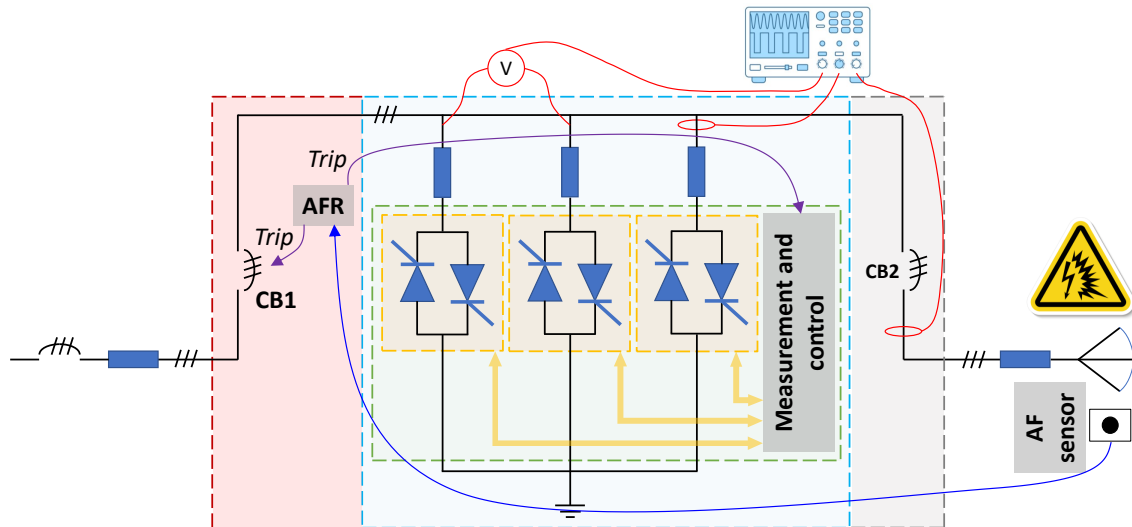 V
Trip
AFR
Trip
CB1
Measurement and
control
CB2
AF
sensor